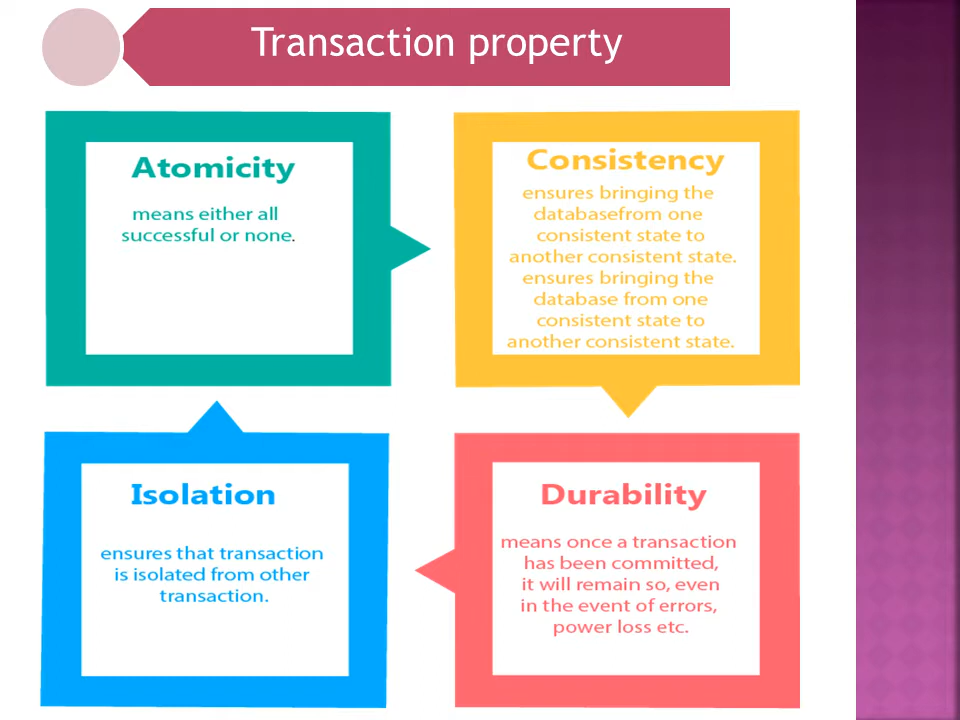 Transaction property
Atomicity
means either all
successful or none.
Consistency
ensures bringing the
databasefrom one
consistent state to
another consistent state.
ensures bringing the
database from one
consistent state to
another consistent state.
Isolation
ensures that transaction
is isolated from other
transaction.
Durability
means once a transaction
has been committed,
it will remain so, even
in the event of errors,
power loss etc.